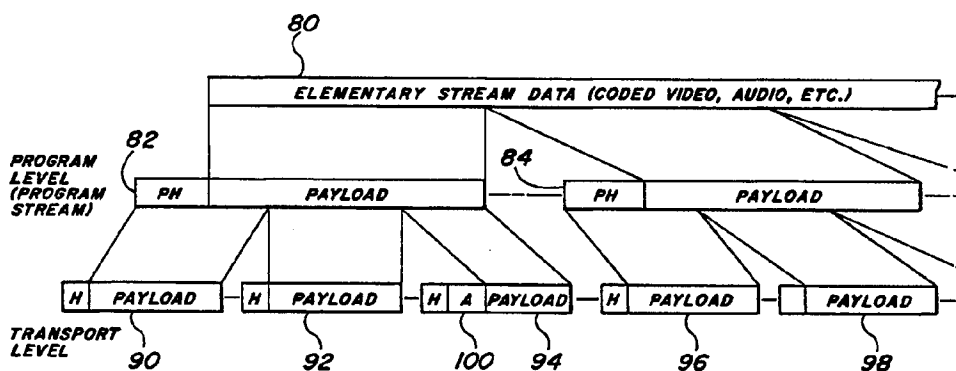 80
ELEMENTARY STREAM DATA (CODED VIDEO, AUDIO, ETC.)
82
84
PROGRAM
LEVEL
(PROGRAM
STREAM)
PH PAYLOAD PH PAYLOAD
H PAYLOAD H PAYLOAD H A PAYLOAD H PAYLOAD PAYLOAD
TRANSPORT
LEVEL
90 92 100 94 96 98